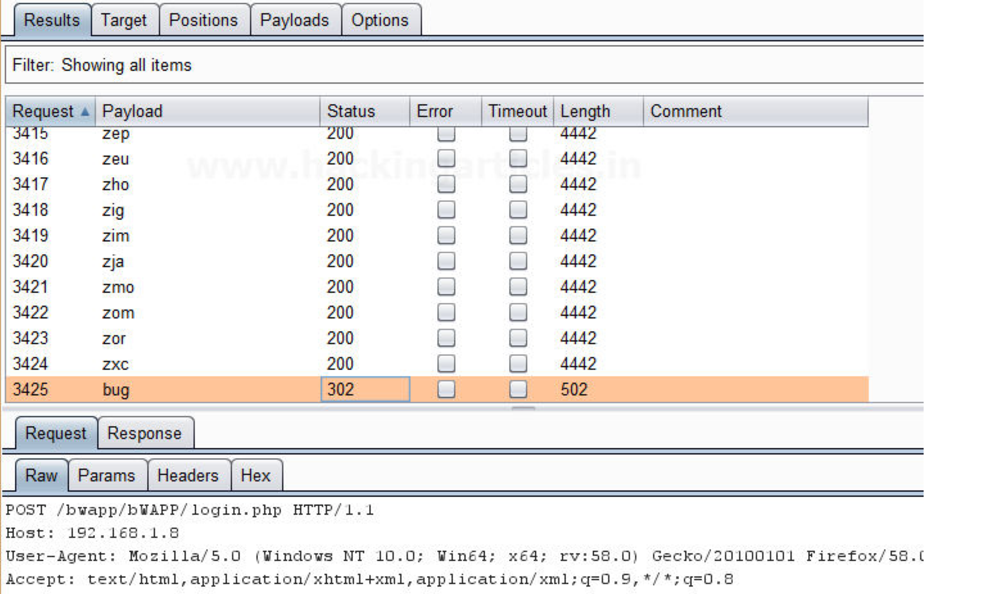 Results Target Positions Payloads Options
Filter: Showing all items
Request Payload Status Error Timeout Length Comment
3415 zep 200 4442
3416 zeu 200 4442
www.hackingarticles.in
3417 zho 200 4442
3418 zig 200 4442
3419 zim 200 4442
3420 zja 200 4442
3421 zmo 200 4442
3422 zom 200 4442
3423 zor 200 4442
3424 zxc 200 4442
3425 bug 302 502
Request Response
Raw Params Headers Hex
POST /bwapp/bWAPP/login.php HTTP/1.1
Host: 192.168.1.8
User-Agent: Mozilla/5.0 (Windows NT 10.0; Win64; x64; rv:58.0) Gecko/20100101 Firefox/58.0
Accept: text/html,application/xhtml+xml,application/xml;q=0.9,*/*;q=0.8